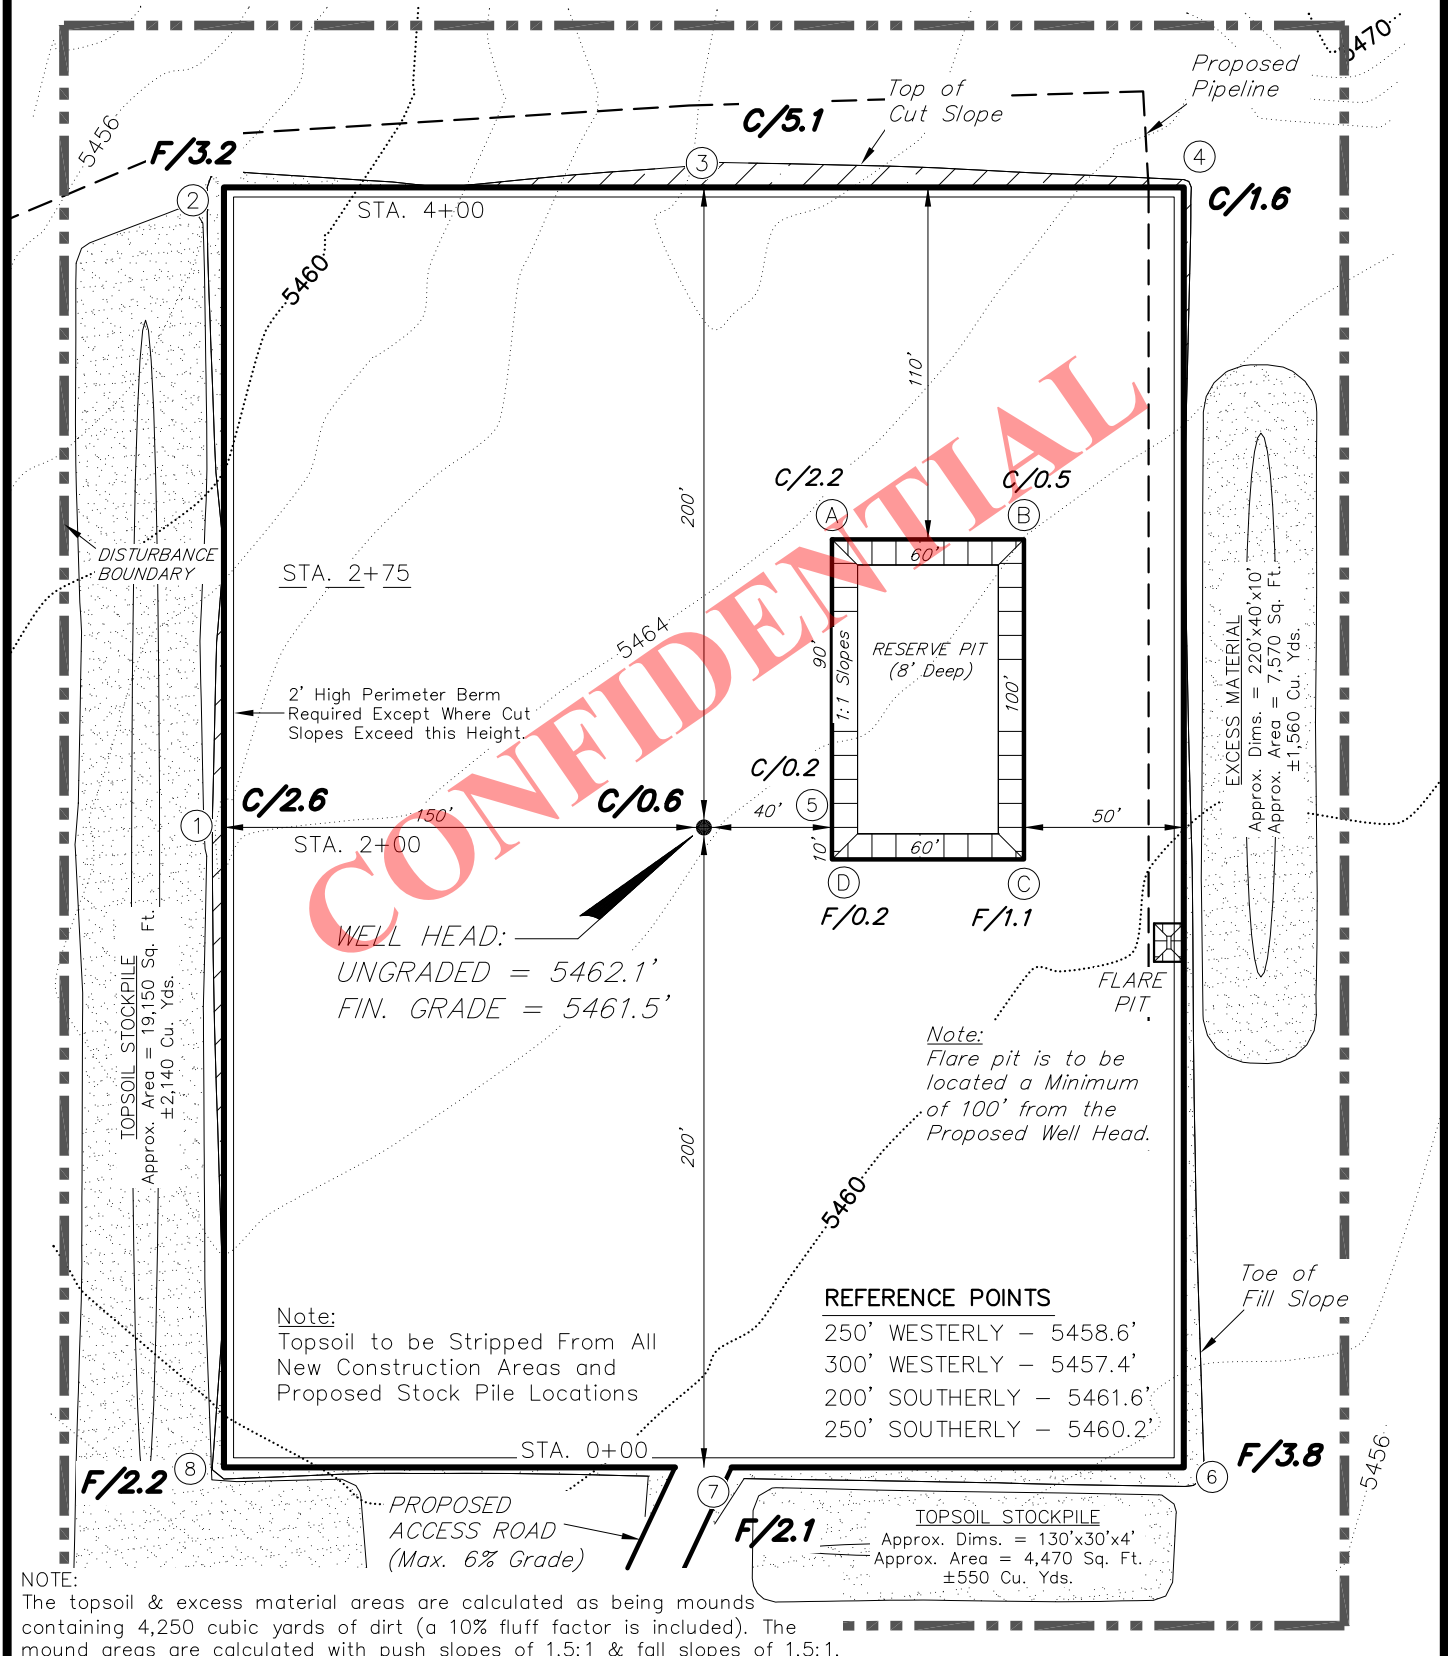 5470
Proposed
Pipeline
Top of
Cut Slope
C/5.1
5456
F/3.2
3
4
2
C/1.6
STA. 4+00
5460
110'
200'
C/2.2
C/0.5
A
B
60'
DISTURBANCE
BOUNDARY
STA. 2+75
5464
90'
1:1 Slopes
RESERVE PIT
(8' Deep)
100'
EXCESS MATERIAL
Approx. Dims. = 220'x40'x10'
Approx. Area = 7,570 Sq. Ft.
±1,560 Cu. Yds.
2' High Perimeter Berm
Required Except Where Cut
Slopes Exceed this Height.
CONFIDENTIAL
C/0.2
C/2.6
C/0.6
5
1
150'
40'
50'
STA. 2+00
10'
60'
D
C
F/0.2
F/1.1
WELL HEAD:
UNGRADED = 5462.1'
FIN. GRADE = 5461.5'
FLARE
PIT
TOPSOIL STOCKPILE
Approx. Area = 19,150 Sq. Ft.
±2,140 Cu. Yds.
Note:
Flare pit is to be
located a Minimum
of 100' from the
Proposed Well Head.
200'
5460
Toe of
Fill Slope
Note:
Topsoil to be Stripped From All
New Construction Areas and
Proposed Stock Pile Locations
REFERENCE POINTS
250' WESTERLY - 5458.6'
300' WESTERLY - 5457.4'
200' SOUTHERLY - 5461.6'
250' SOUTHERLY - 5460.2'
STA. 0+00
F/3.8
5456
F/2.2
8
6
7
PROPOSED
ACCESS ROAD
(Max. 6% Grade)
F/2.1
TOPSOIL STOCKPILE
Approx. Dims. = 130'x30'x4'
Approx. Area = 4,470 Sq. Ft.
±550 Cu. Yds.
NOTE:
The topsoil & excess material areas are calculated as being mounds
containing 4,250 cubic yards of dirt (a 10% fluff factor is included). The
mound areas are calculated with push slopes of 1.5:1 & fall slopes of 1.5:1.